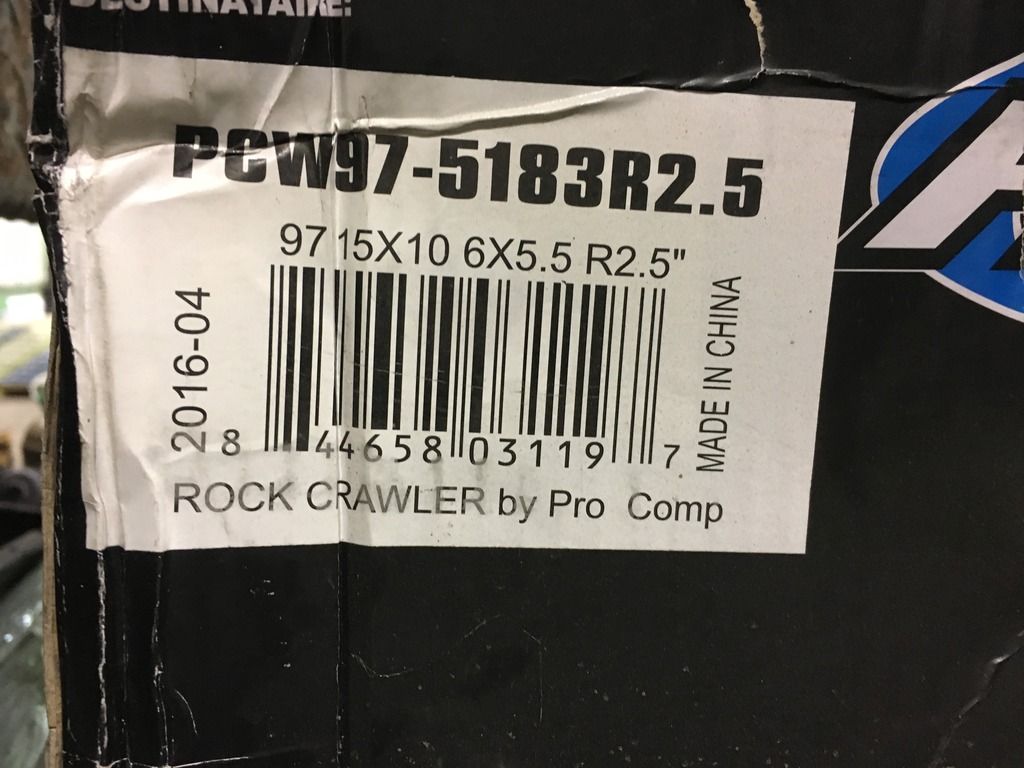 DESTINATAIRE:
PCW97-5183R2.5
97 15X10 6X5.5 R2.5"
2016-04
8 44658 03119 7
MADE IN CHINA
ROCK CRAWLER by Pro Comp